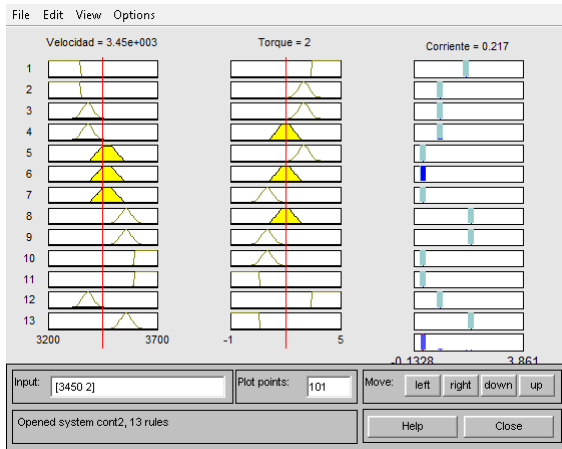 File Edit View Options
Velocidad = 3.45e+003 Torque = 2 Corriente = 0.217
1
2
3
4
5
6
7
8
9
10
11
12
13
3200 3700 -1 5
-0.1328 3.861
Input: [3450 2] Plot points: 101 Move: left right down up
Opened system cont2, 13 rules Help Close